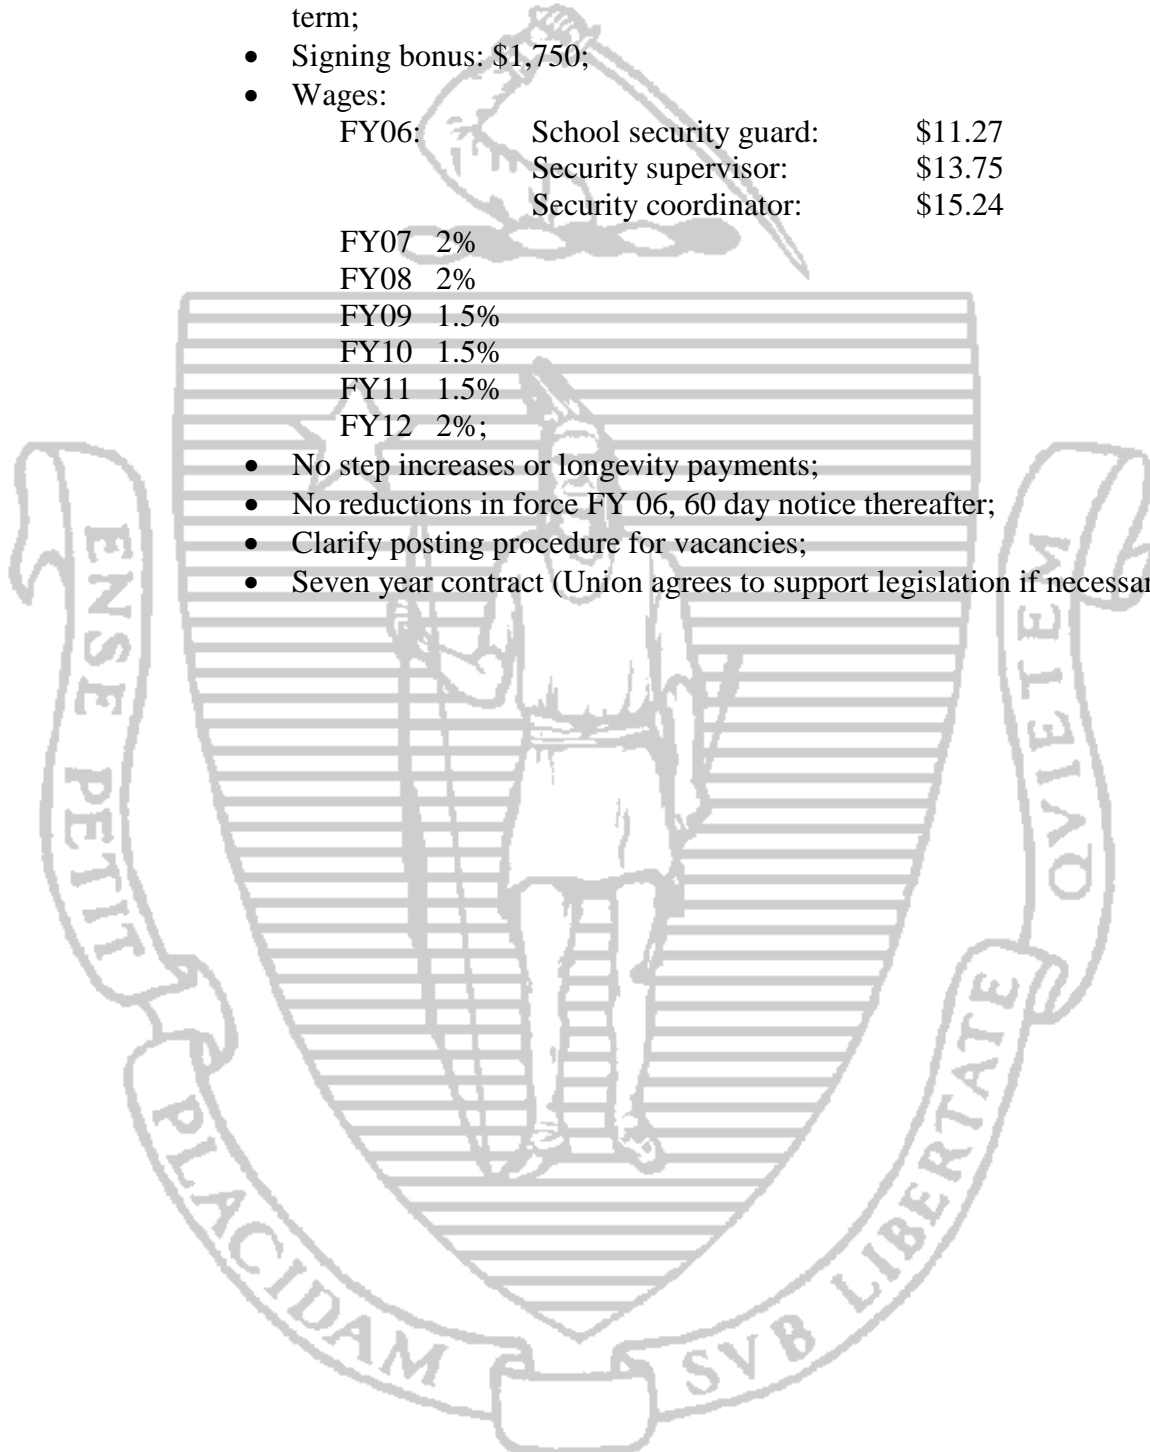 term;
• Signing bonus: $1,750;
• Wages:
FY06: School security guard: $11.27
Security supervisor: $13.75
Security coordinator: $15.24
FY07 2%
FY08 2%
FY09 1.5%
FY10 1.5%
FY11 1.5%
FY12 2%;
• No step increases or longevity payments;
• No reductions in force FY 06, 60 day notice thereafter;
• Clarify posting procedure for vacancies;
• Seven year contract (Union agrees to support legislation if
ENSE PETIT
PLACIDAM
SVB LIBERTATE
QVIETEM